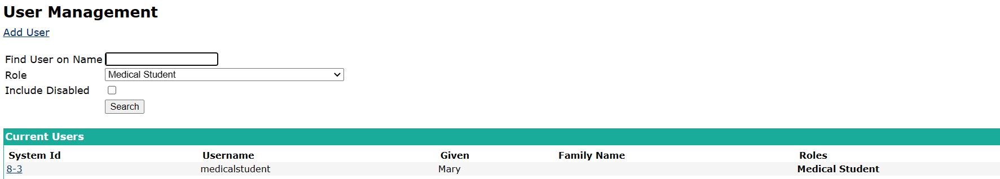 User Management
Add User
Find User on Name
Role Medical Student
Include Disabled
Search
Current Users
System Id Username Given Family Name Roles
8-3 medicalstudent Mary Medical Student